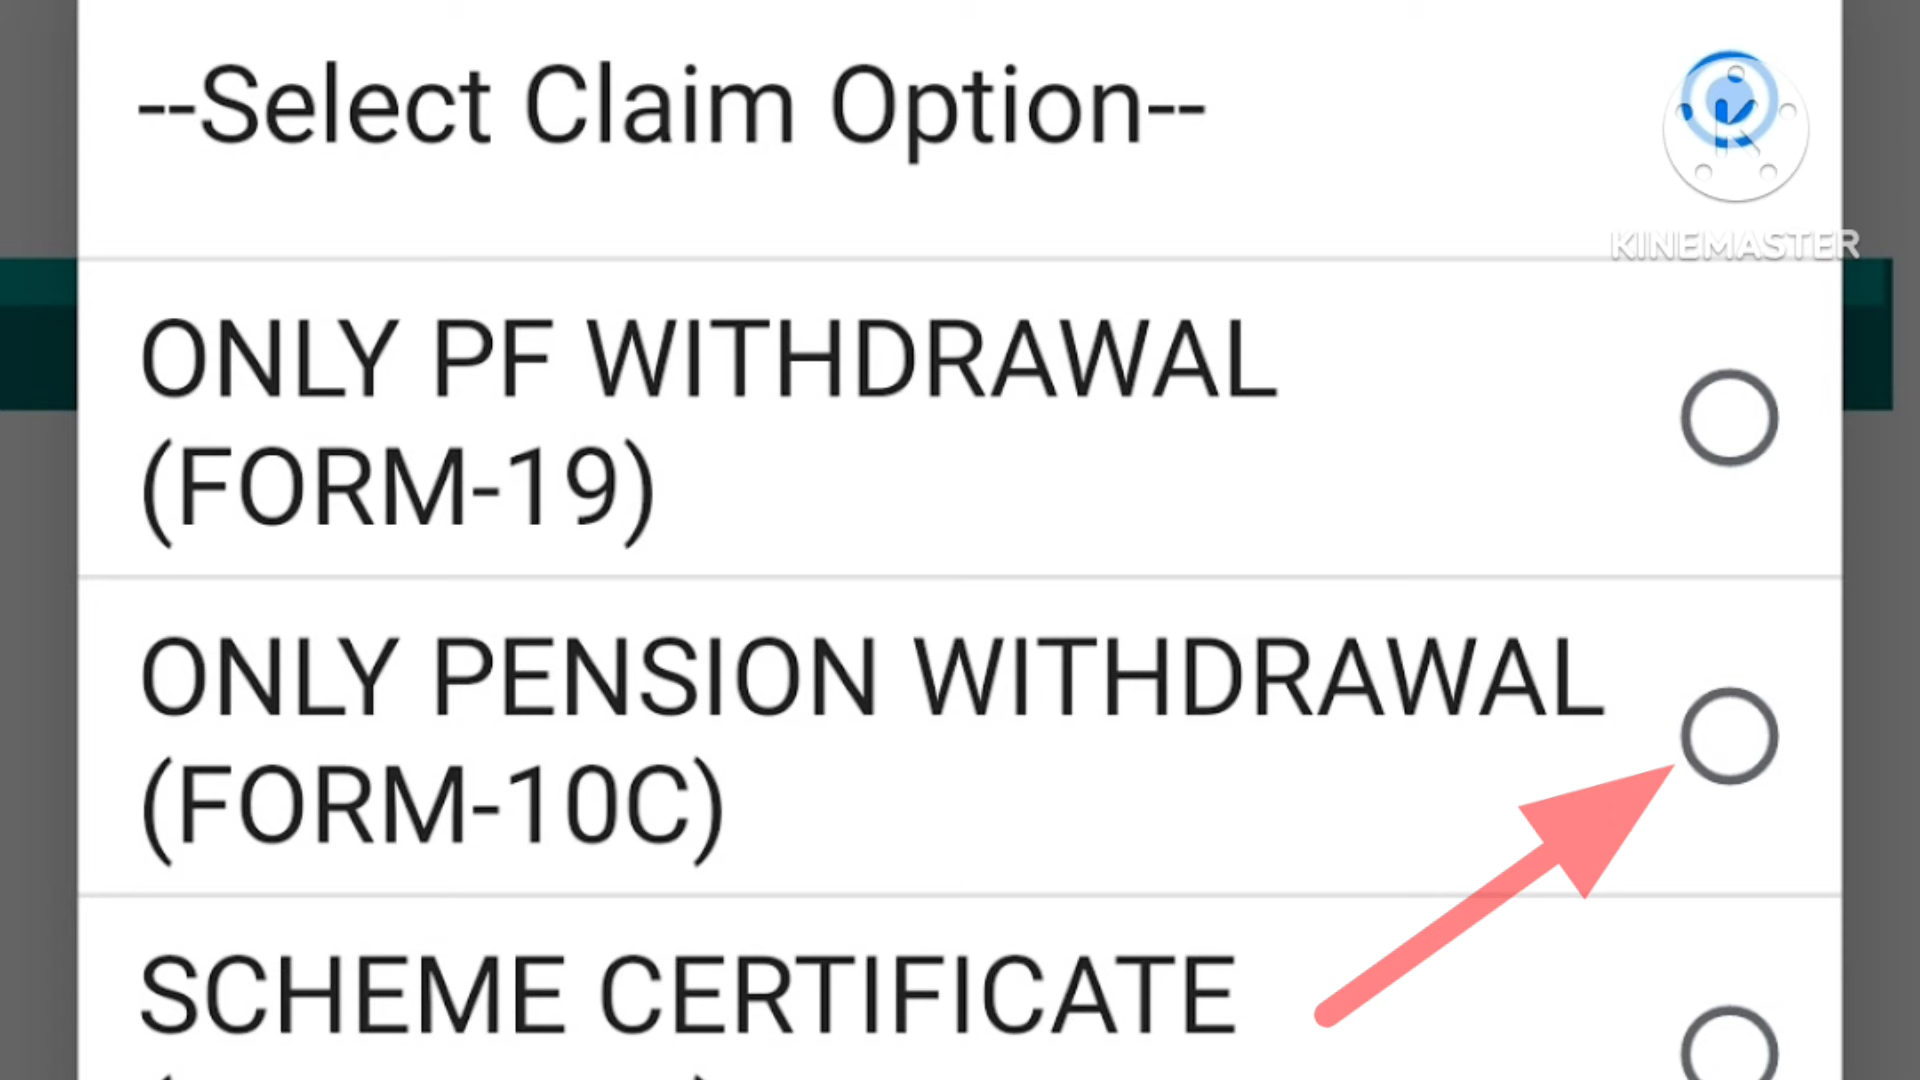 --Select Claim Option--
KINEMASTER
ONLY PF WITHDRAWAL
(FORM-19)
ONLY PENSION WITHDRAWAL
(FORM-10C)
SCHEME CERTIFICATE